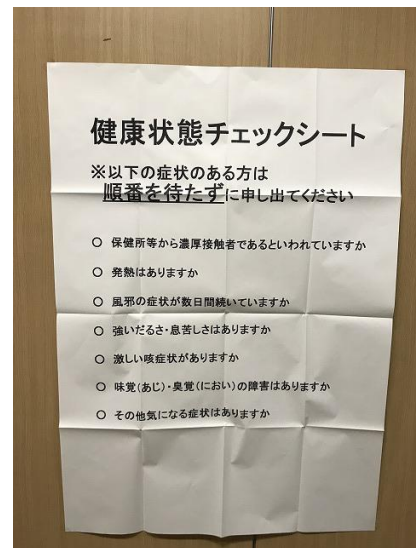 健康状態チェックシート
※以下の症状のある方は
順番を待たずに申し出てください
○ 保健所等から濃厚接触者であるといわれていますか
○ 発熱はありますか
○ 風邪の症状が数日間続いていますか
○ 強いだるさ・息苦しさはありますか
○ 激しい咳症状がありますか
○ 味覚(あじ)・臭覚(におい)の障害はありますか
○ その他気になる症状はありますか